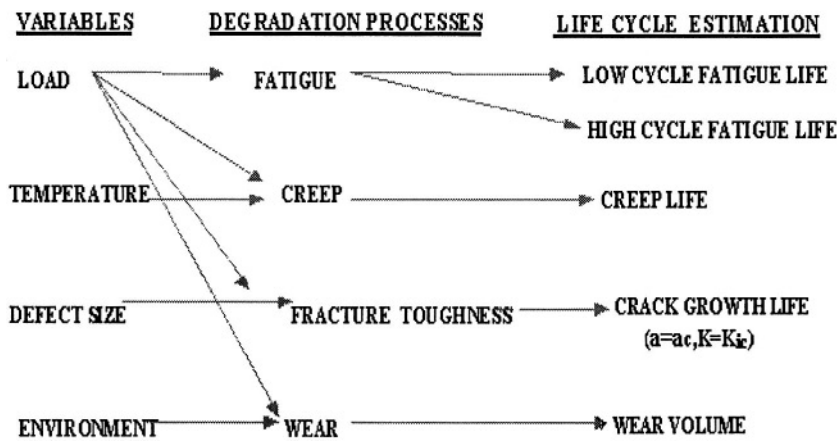 VARIABLES DEGRADATION PROCESSES LIFE CYCLE ESTIMATION
LOAD FATIGUE LOW CYCLE FATIGUE LIFE
HIGH CYCLE FATIGUE LIFE
TEMPERATURE CREEP CREEP LIFE
DEFECT SIZE FRACTURE TOUGHNESS CRACK GROWTH LIFE
(a=ac,K=Kic)
ENVIRONMENT WEAR WEAR VOLUME